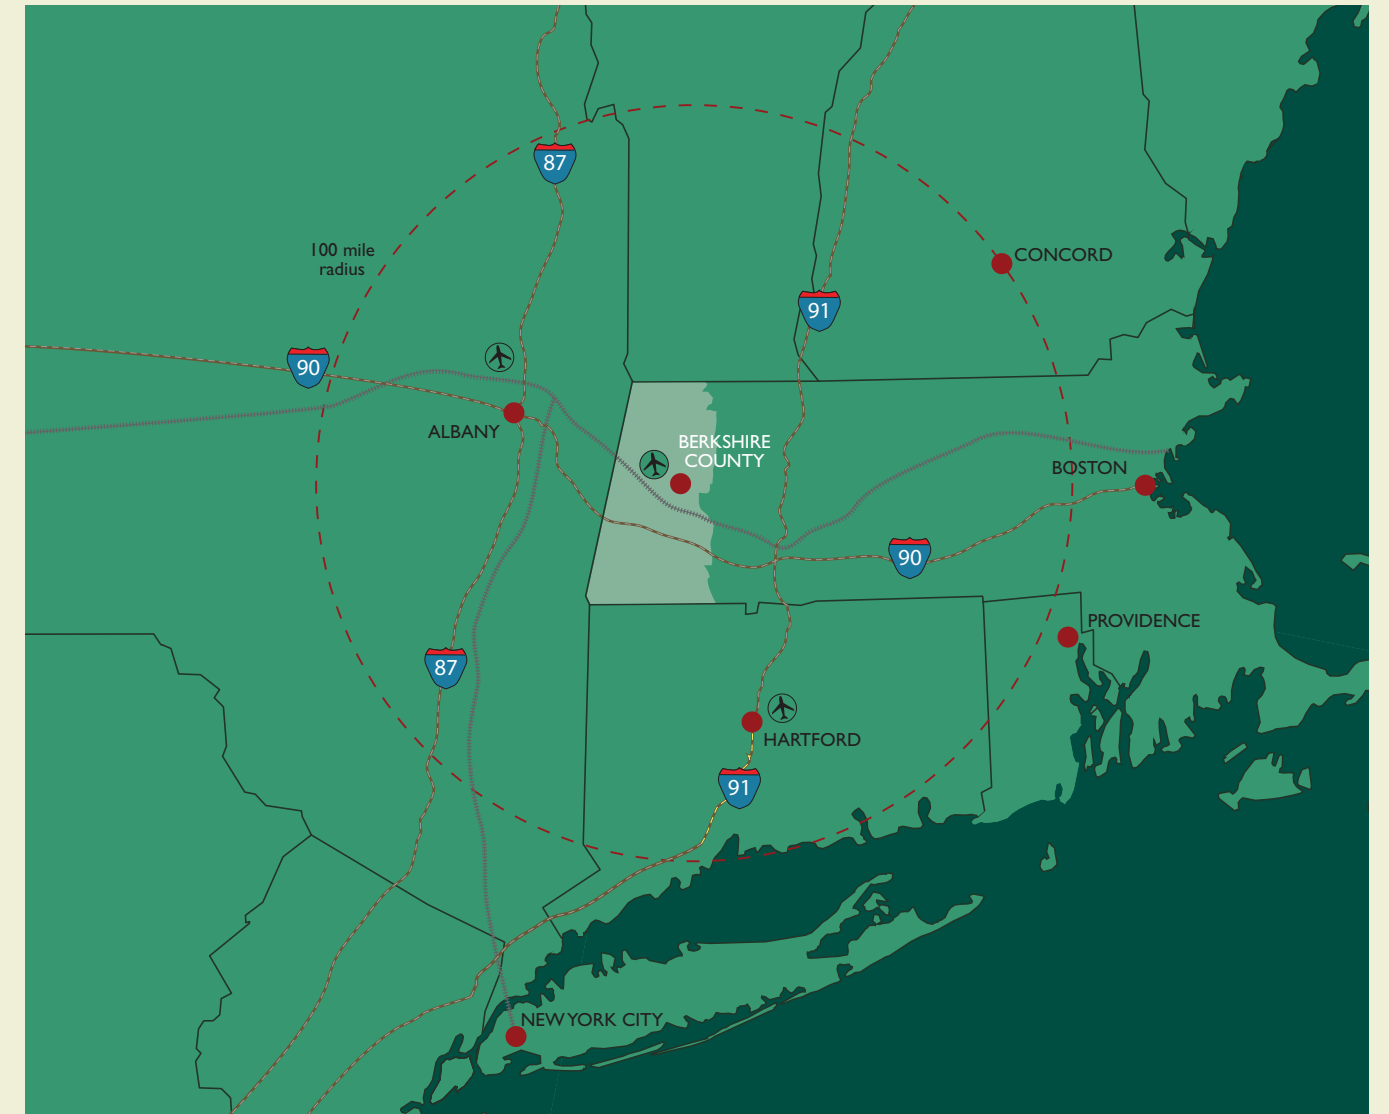 87
100 mile
radius
CONCORD
91
90
ALBANY
BERKSHIRE
COUNTY
BOSTON
90
PROVIDENCE
87
HARTFORD
91
NEW YORK CITY